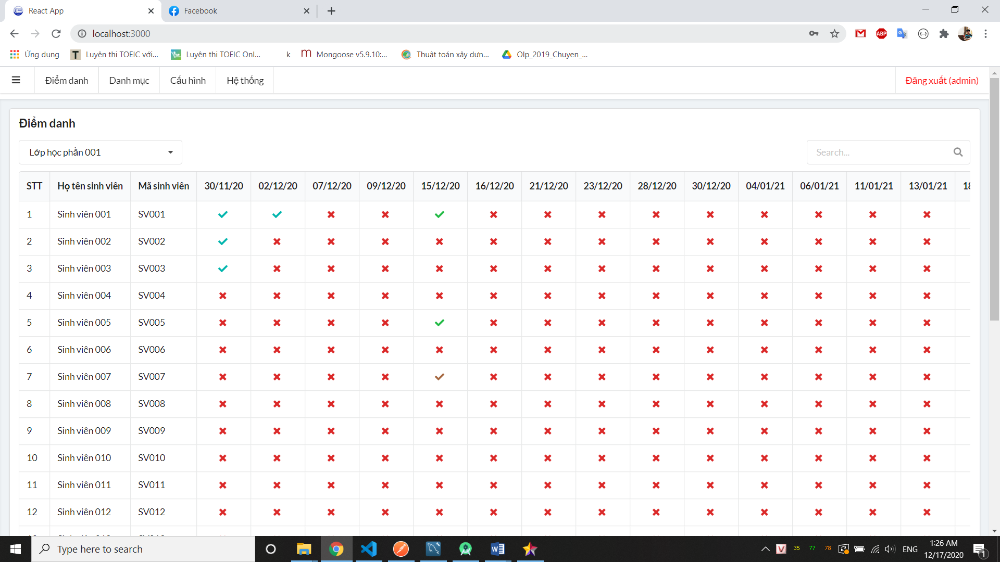 React App
Facebook
localhost:3000
Ứng dụng
Luyện thi TOEIC với...
Luyện thi TOEIC Onl...
k
m Mongoose v5.9.10:...
Thuật toán xây dựn...
Olp_2019_Chuyen_...
ABP
Điểm danh
Danh mục
Cấu hình
Hệ thống
Đăng xuất (admin)
Điểm danh
Lớp học phần 001
Search...
STT Họ tên sinh viên Mã sinh viên 30/11/20 02/12/20 07/12/20 09/12/20 15/12/20 16/12/20 21/12/20 23/12/20 28/12/20 30/12/20 04/01/21 06/01/21 11/01/21 13/01/21
1 Sinh viên 001 SV001
2 Sinh viên 002 SV002
3 Sinh viên 003 SV003
4 Sinh viên 004 SV004
5 Sinh viên 005 SV005
6 Sinh viên 006 SV006
7 Sinh viên 007 SV007
8 Sinh viên 008 SV008
9 Sinh viên 009 SV009
10 Sinh viên 010 SV010
11 Sinh viên 011 SV011
12 Sinh viên 012 SV012
Type here to search
V
35
77
78
ENG
1:26 AM
12/17/2020
1